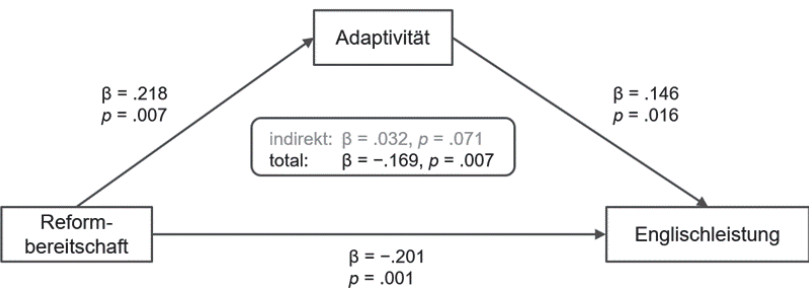 Adaptivität
β = .218
p = .007
β = .146
p = .016
indirekt: β = .032, p = .071
total: β = −.169, p = .007
Reform-
bereitschaft
Englischleistung
β = −.201
p = .001